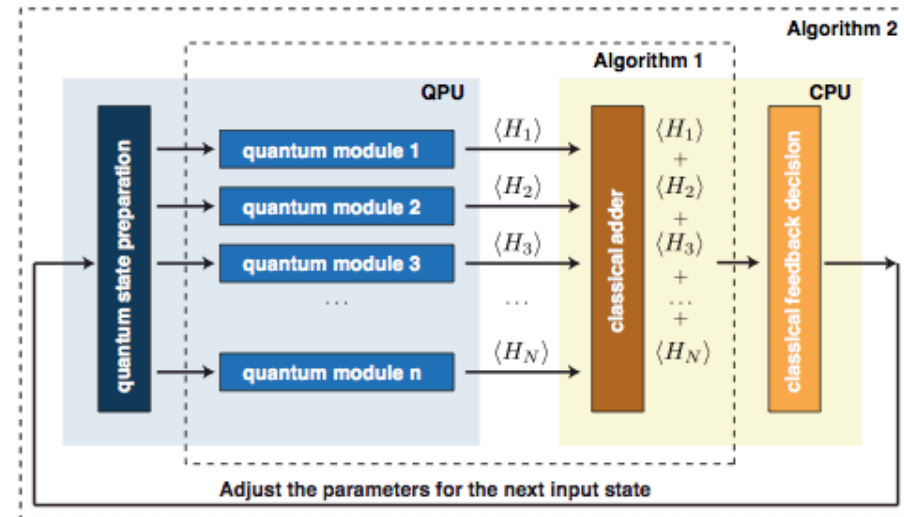 Algorithm 2
Algorithm 1
QPU
CPU
quantum state preparation
quantum module 1
quantum module 2
quantum module 3
...
quantum module n
⟨H₁⟩
⟨H₂⟩
⟨H₃⟩
...
⟨H_N⟩
classical adder
⟨H₁⟩
+
⟨H₂⟩
+
⟨H₃⟩
+
...
+
⟨H_N⟩
classical feedback decision
Adjust the parameters for the next input state